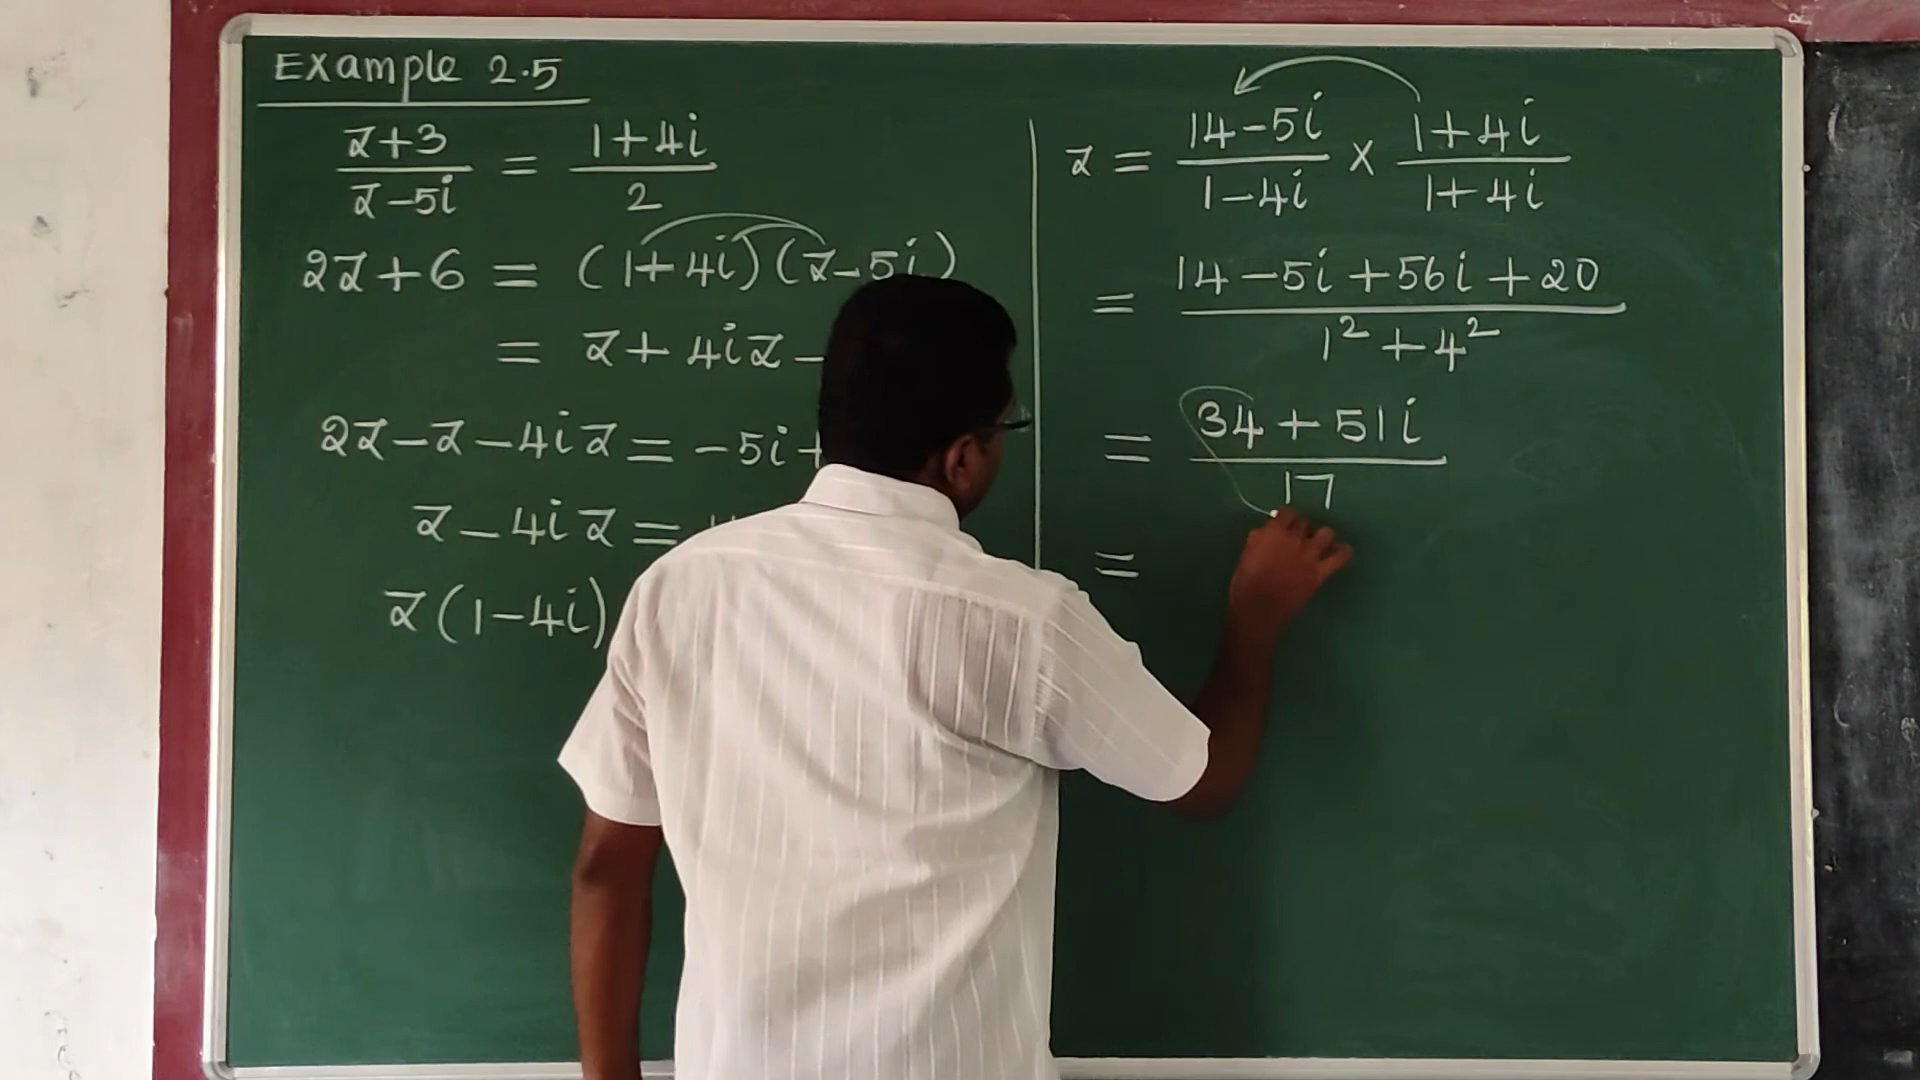 Example 2.5
z+3/z-5i = 1+4i/2
2z+6 = (1+4i)(z-5i)
= z+4iz-
2z-z-4iz = -5i+
z-4iz =
z(1-4i)
z = 14-5i/1-4i × 1+4i/1+4i
= 14-5i+56i+20/1²+4²
= 34+51i/17
=